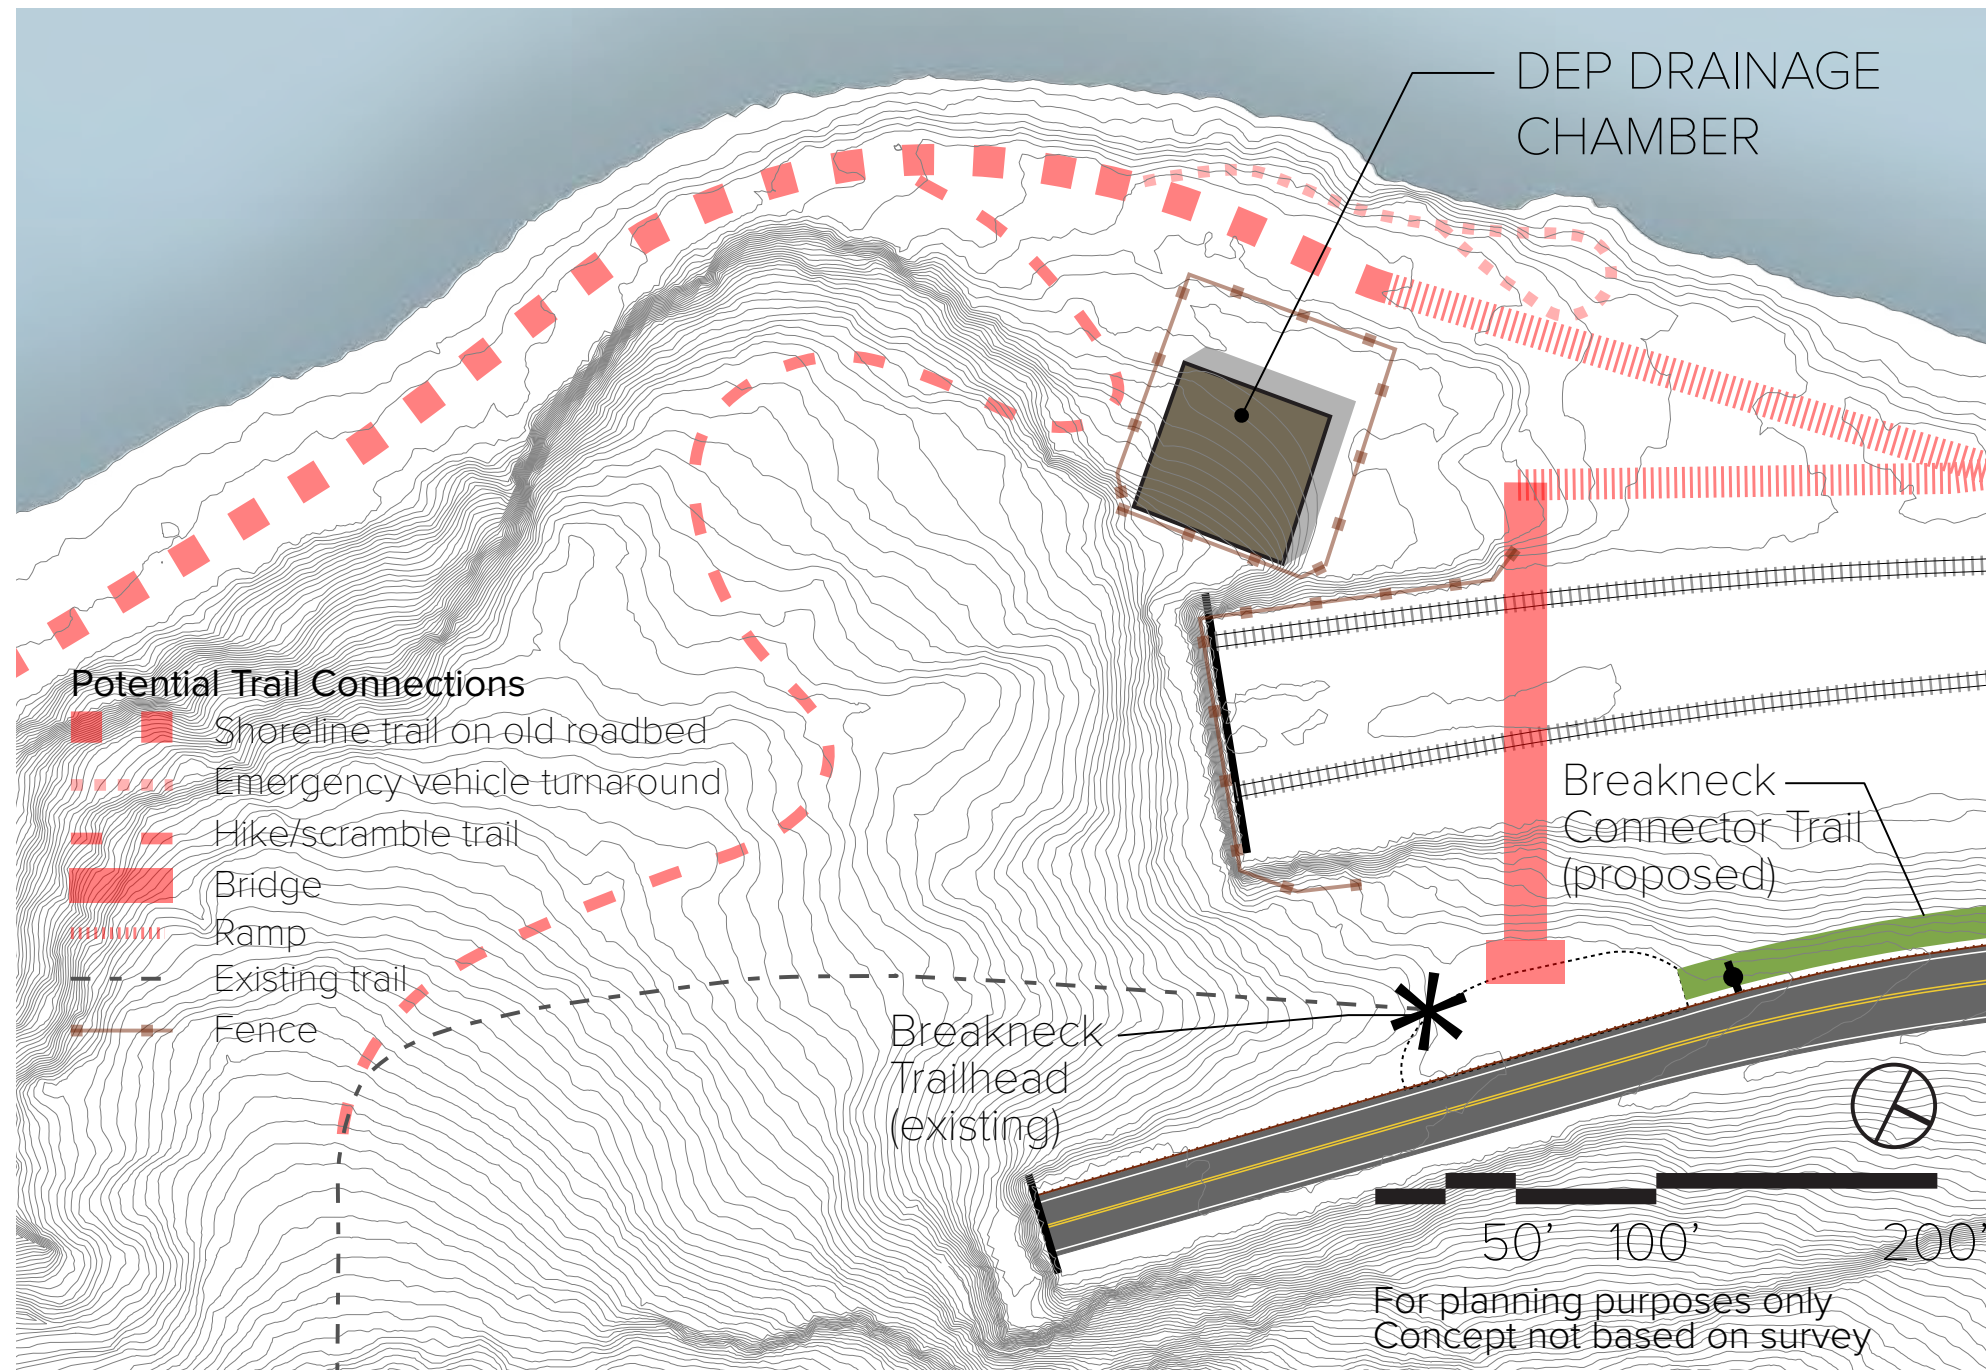 DEP DRAINAGE
CHAMBER
Potential Trail Connections
Shoreline trail on old roadbed
Emergency vehicle turnaround
Hike/scramble trail
Bridge
Ramp
Existing trail
Fence
Breakneck
Connector Trail
(proposed)
Breakneck
Trailhead
(existing)
50' 100' 200'
For planning purposes only
Concept not based on survey